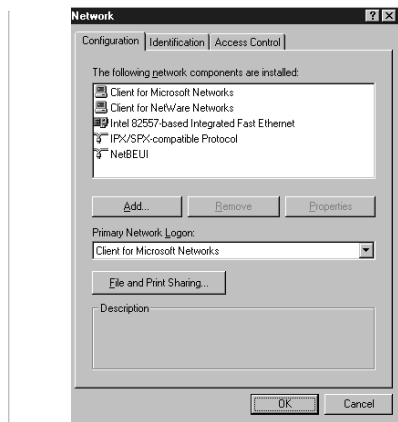 Network
Configuration Identification Access Control
The following network components are installed:
Client for Microsoft Networks
Client for NetWare Networks
Intel 82557-based Integrated Fast Ethernet
IPX/SPX-compatible Protocol
NetBEUI
Add... Remove Properties
Primary Network Logon:
Client for Microsoft Networks
File and Print Sharing...
Description
OK Cancel